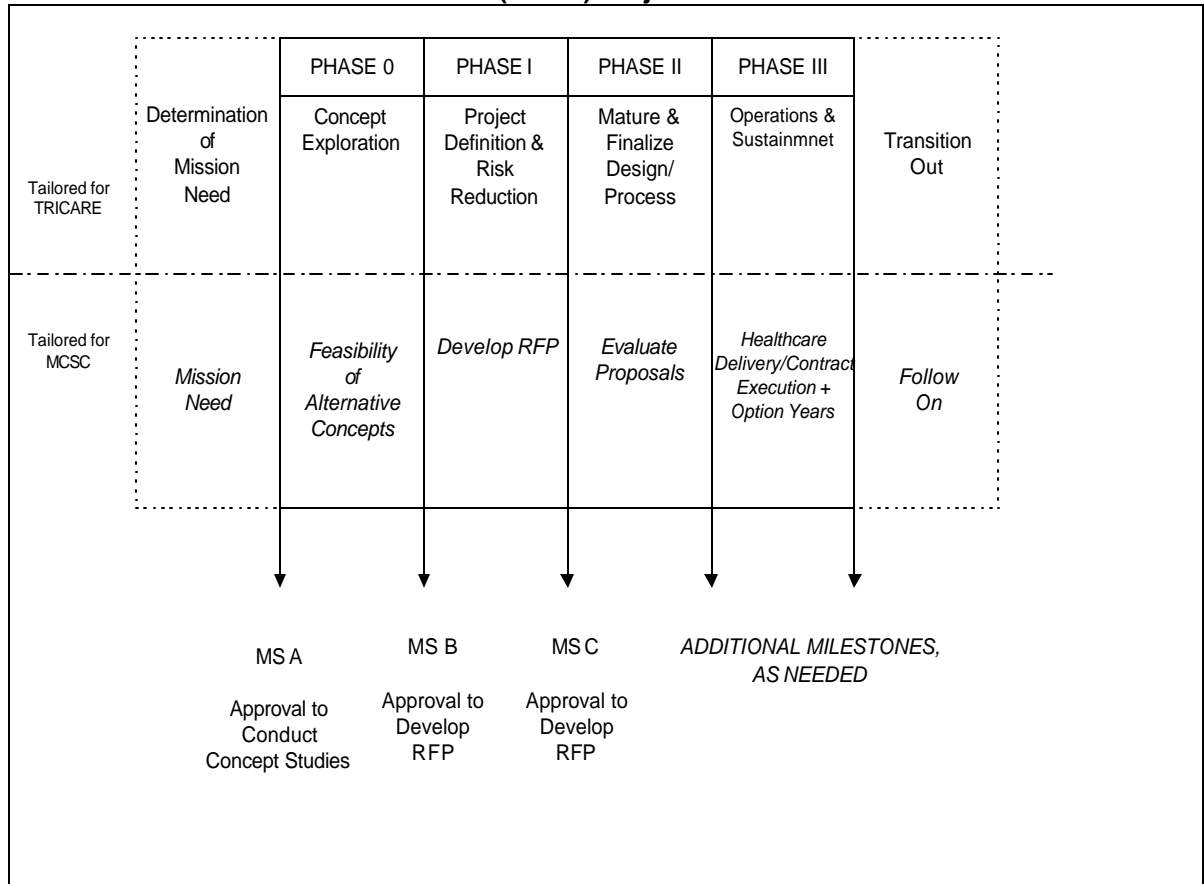 PHASE 0
PHASE I
PHASE II
PHASE III
Determination
of
Mission
Need
Concept
Exploration
Project
Definition &
Risk
Reduction
Mature &
Finalize
Design/
Process
Operations &
Sustainmnet
Transition
Out
Tailored for
TRICARE
Tailored for
MCSC
Mission
Need
Feasibility
of
Alternative
Concepts
Develop RFP
Evaluate
Proposals
Healthcare
Delivery/Contract
Execution +
Option Years
Follow
On
MS A
Approval to
Conduct
Concept Studies
MS B
Approval to
Develop
RFP
MS C
Approval to
Develop
RFP
ADDITIONAL MILESTONES,
AS NEEDED